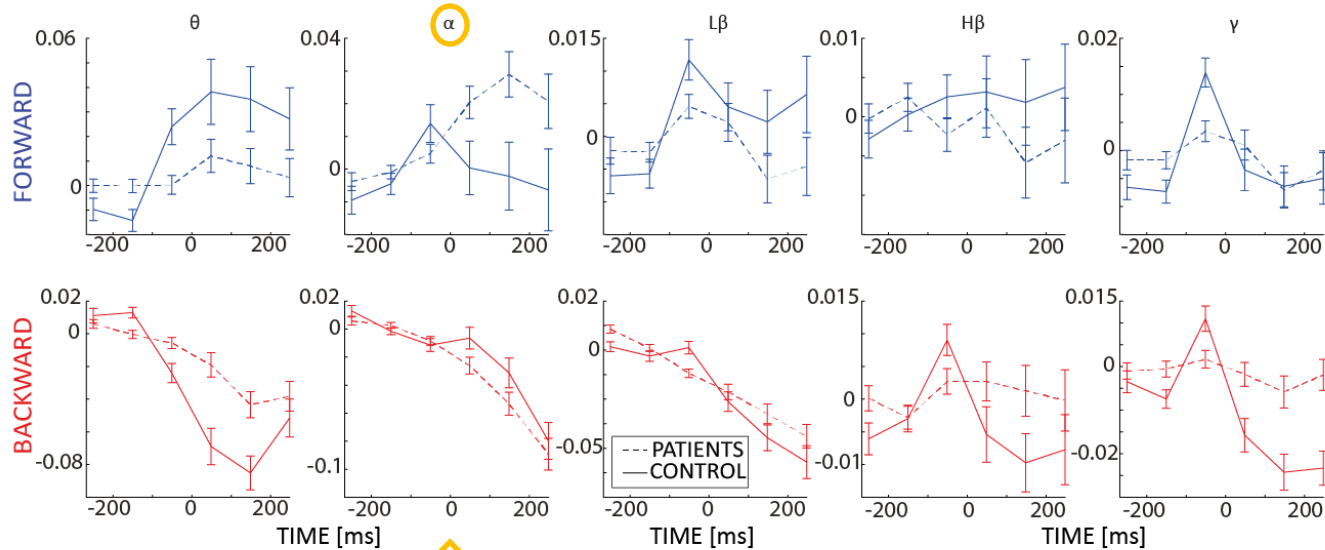 θ α Lβ Hβ γ
0.06 0.04 0.015 0.01 0.02
FORWARD
0 0 0 0 0
-200 0 200 -200 0 200 -200 0 200 -200 0 200 -200 0 200
0.02 0.02 0.02 0.015 0.015
BACKWARD
0 0 0 0 0
-0.08 -0.1 -0.05 -0.01 -0.02
PATIENTS
CONTROL
-200 0 200 -200 0 200 -200 0 200 -200 0 200 -200 0 200
TIME [ms] TIME [ms]